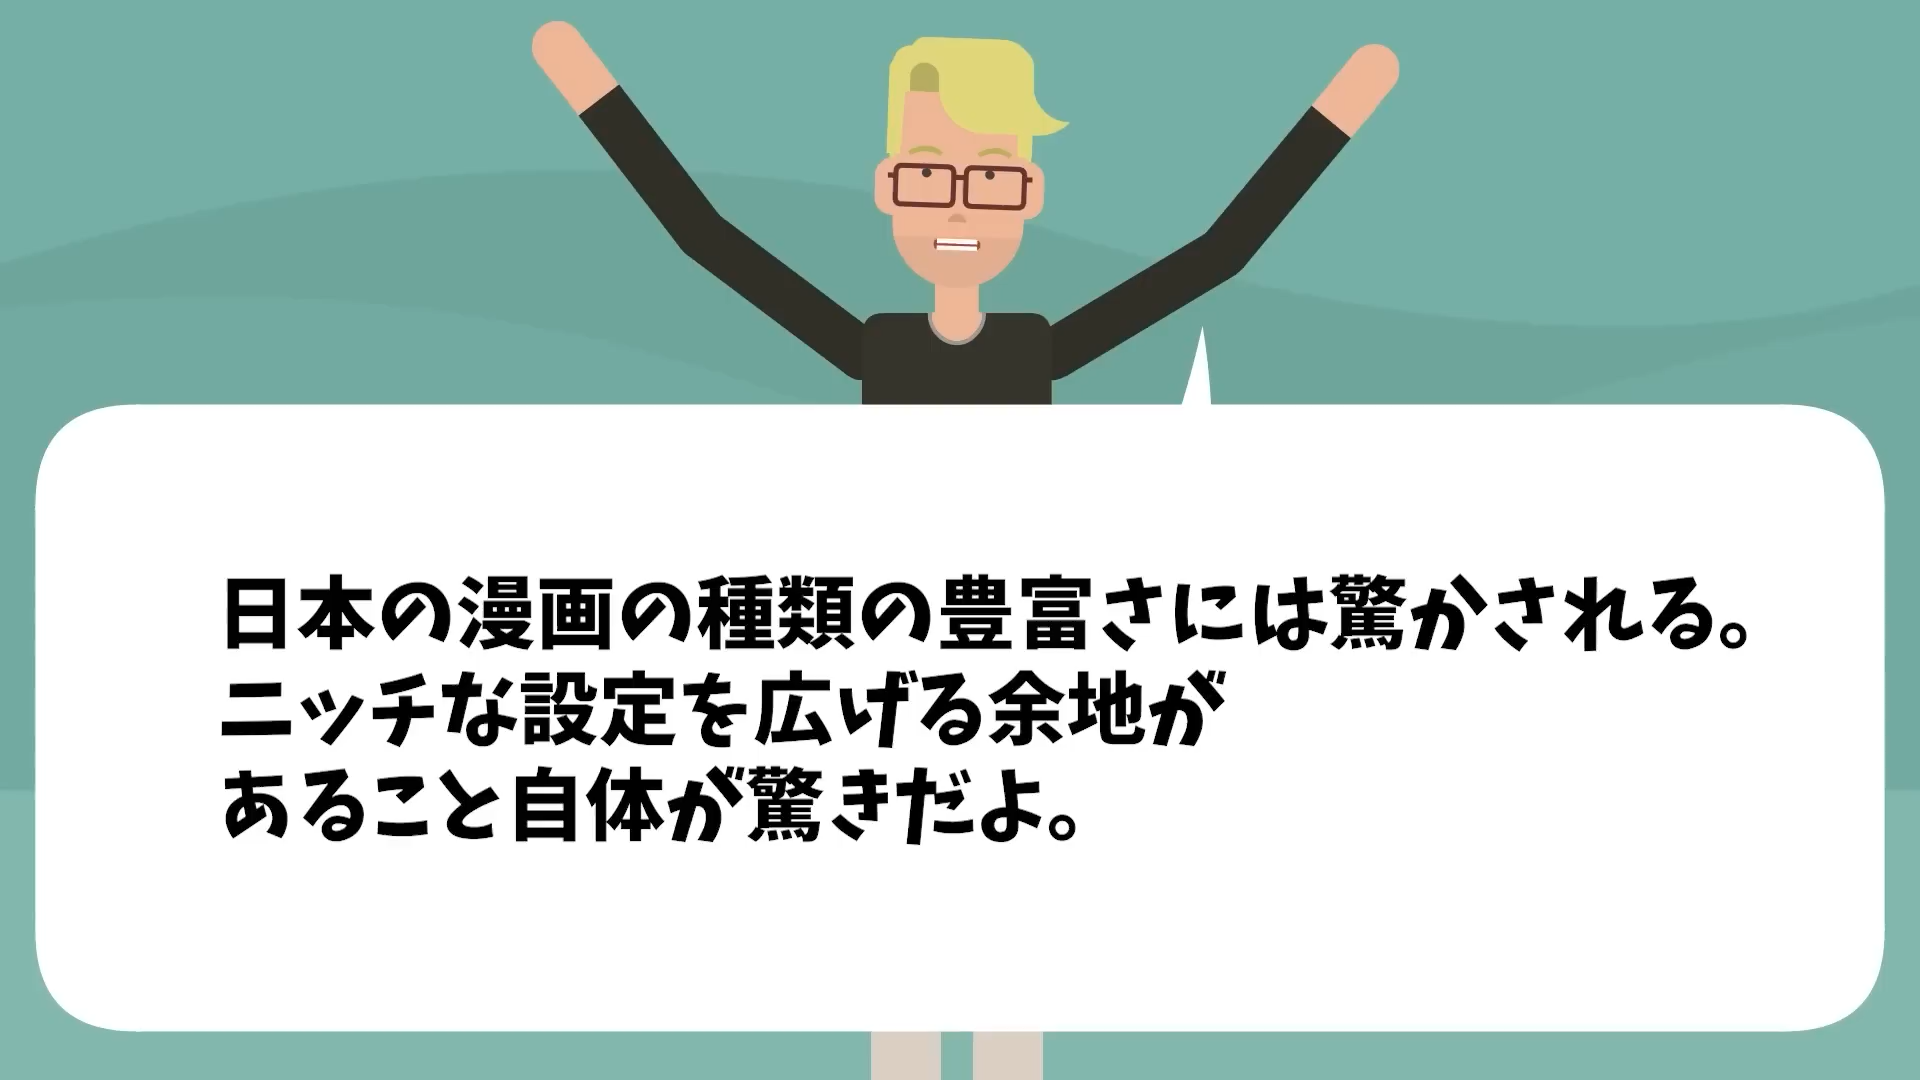 日本の漫画の種類の豊富さには驚かされる。
ニッチな設定を広げる余地が
あること自体が驚きだよ。